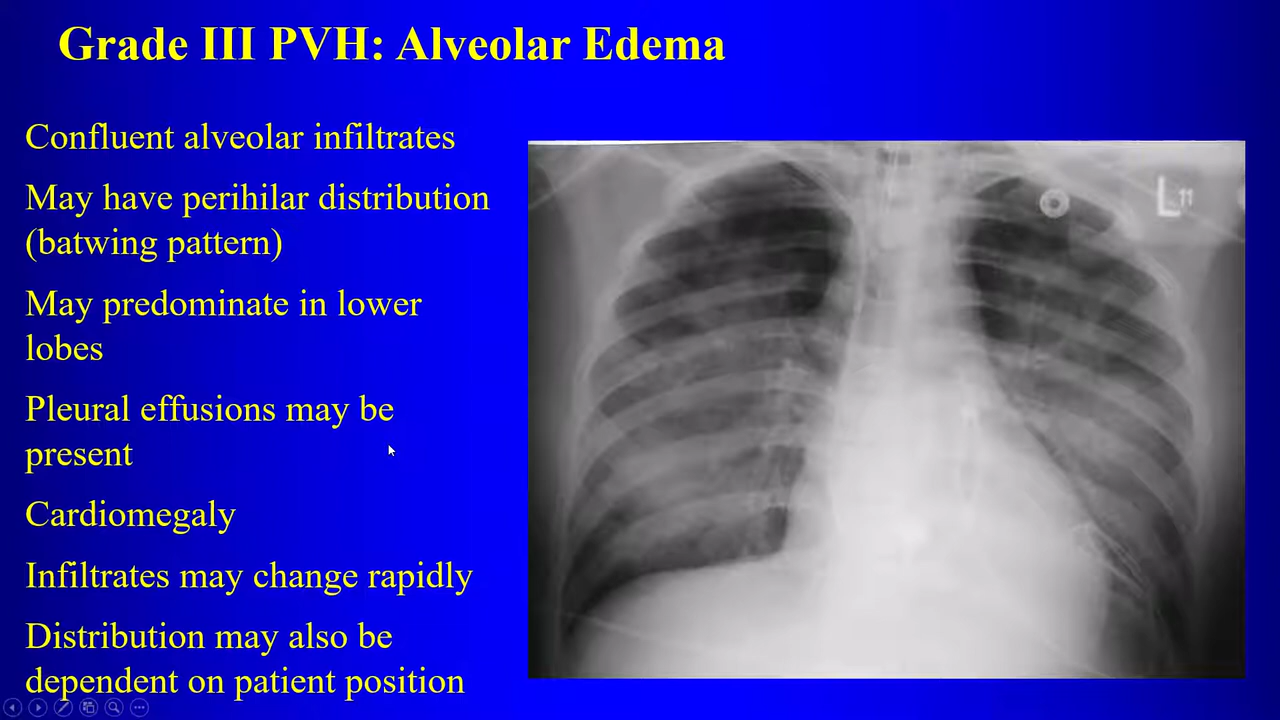 Grade III PVH: Alveolar Edema
Confluent alveolar infiltrates
May have perihilar distribution
(batwing pattern)
May predominate in lower
lobes
Pleural effusions may be
present
Cardiomegaly
Infiltrates may change rapidly
Distribution may also be
dependent on patient position
L 11